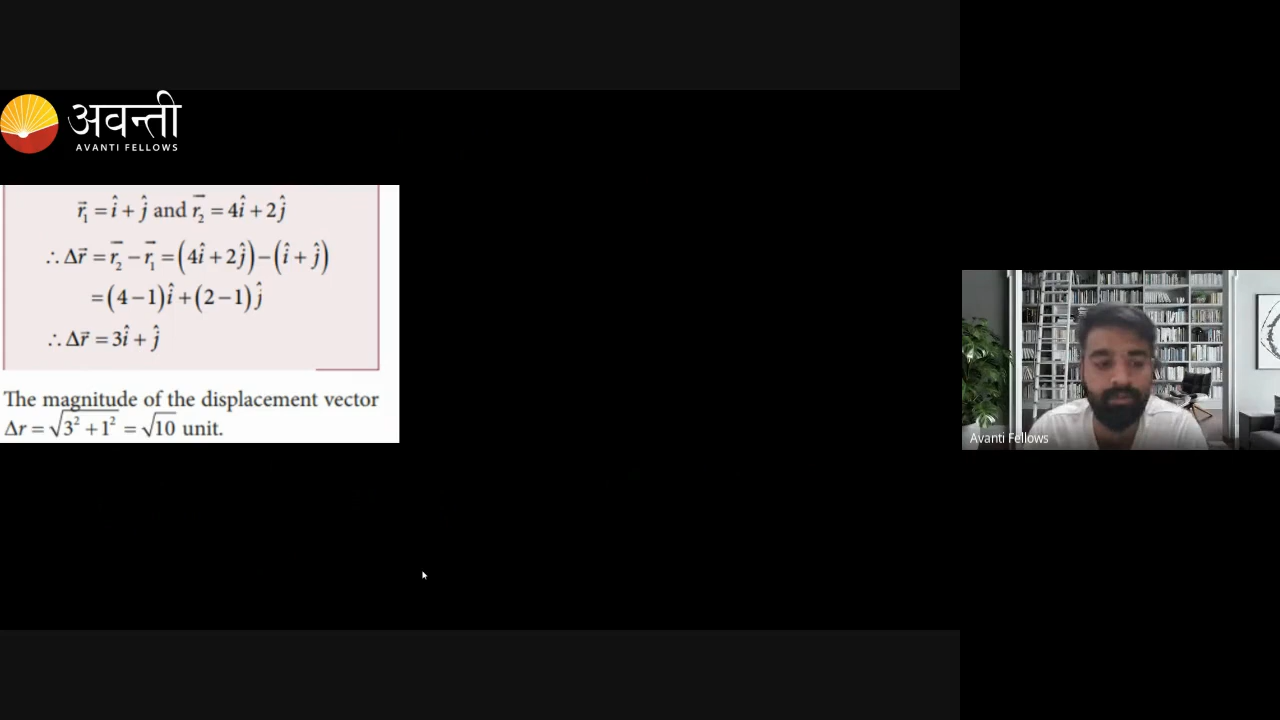 अवन्ती
AVANTI FELLOWS
r⃗₁ = î + ĵ and r⃗₂ = 4î + 2ĵ
∴ Δr⃗ = r⃗₂ − r⃗₁ = (4î + 2ĵ) − (î + ĵ)
= (4 − 1)î + (2 − 1)ĵ
∴ Δr⃗ = 3î + ĵ
The magnitude of the displacement vector
Δr = √(3² + 1²) = √10 unit.
Avanti Fellows